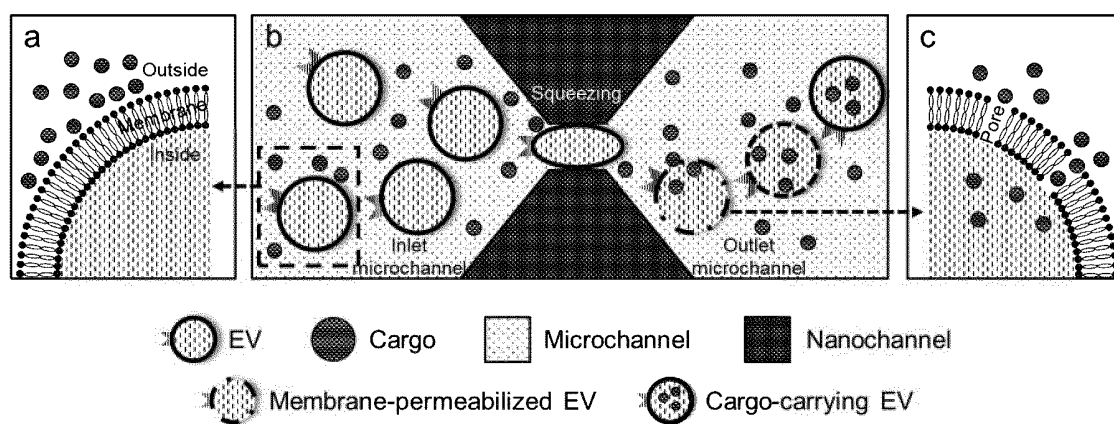 a
Outside
Membrane
Inside
b
Squeezing
Inlet
microchannel
Outlet
microchannel
c
Pore
EV
Cargo
Microchannel
Nanochannel
Membrane-permeabilized EV
Cargo-carrying EV